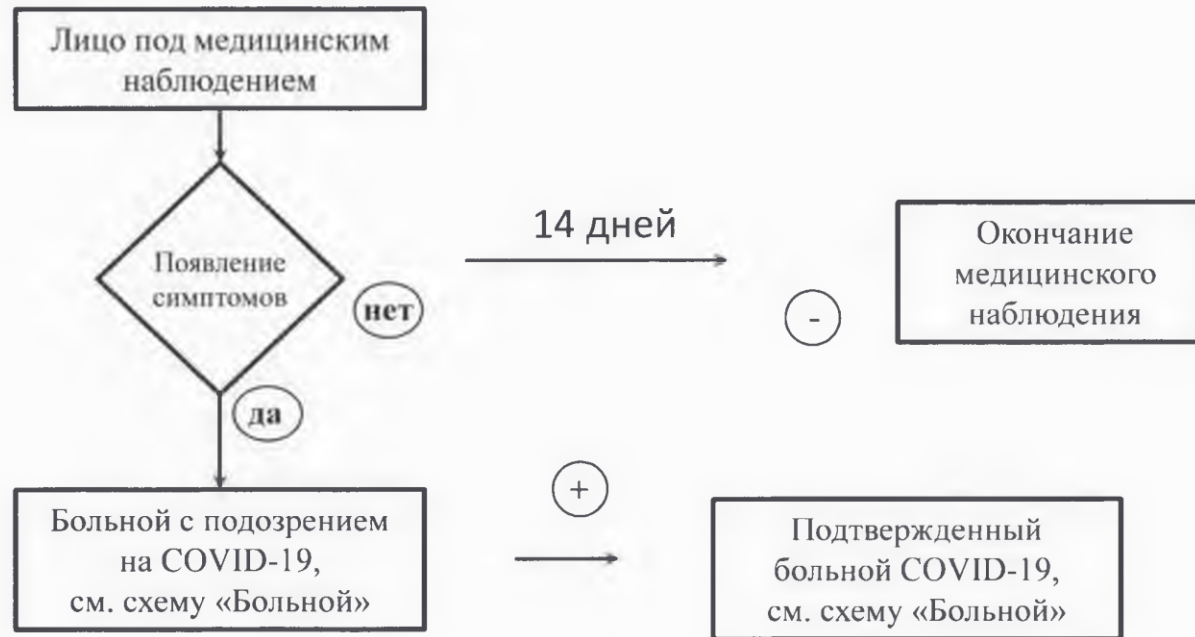 Лицо под медицинским
наблюдением
Появление
симптомов
нет
14 дней
-
Окончание
медицинского
наблюдения
да
Больной с подозрением
на COVID-19,
см. схему «Больной»
+
Подтвержденный
больной COVID-19,
см. схему «Больной»